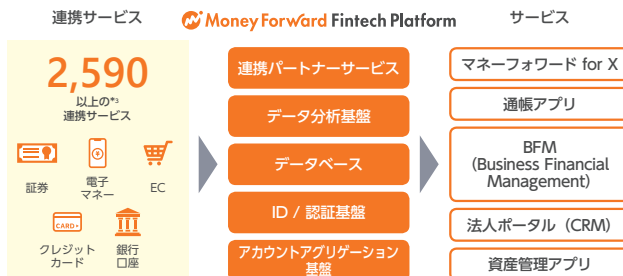 連携サービス
Money Forward Fintech Platform
サービス
2,590
以上の*3
連携サービス
証券
電子
マネー
EC
CARD
クレジット
カード
銀行
口座
連携パートナーサービス
データ分析基盤
データベース
ID / 認証基盤
アカウントアグリゲーション
基盤
マネーフォワード for X
通帳アプリ
BFM
（Business Financial
Management）
法人ポータル（CRM）
資産管理アプリ